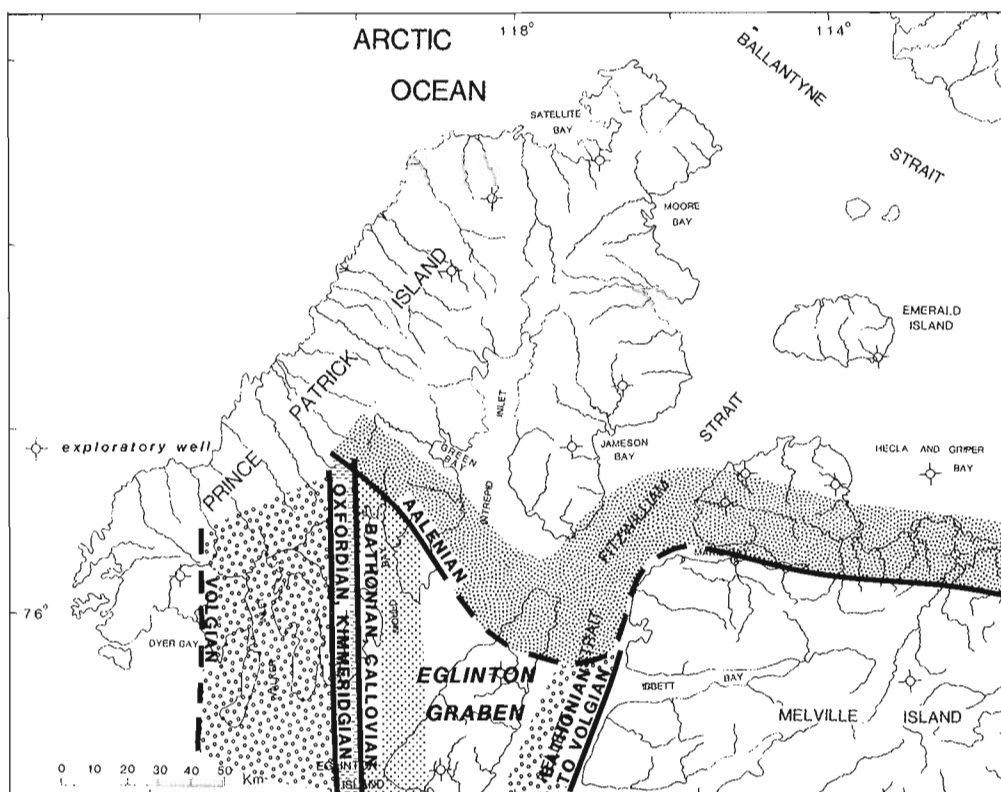 ARCTIC
OCEAN
118°
114°
BALLANTYNE
STRAIT
SATELLITE
BAY
MOORE
BAY
EMERALD
ISLAND
PRINCE
PATRICK
ISLAND
exploratory well
INLET
GREEN
INTREPID
JAMESON
BAY
STRAIT
FITZWILLIAM
STRAIT
HECLA AND GRIPER
BAY
AALENIAN
76°
VOLGIAN
OXFORDIAN KIMMERIDGIAN
BATHONIAN CALLOVIAN
DYER BAY
EGLINTON
GRABEN
TO VOLGIAN
BAY
MELVILLE ISLAND
EGLINTON
ISLAND
0 10 20 30 40 50
Km